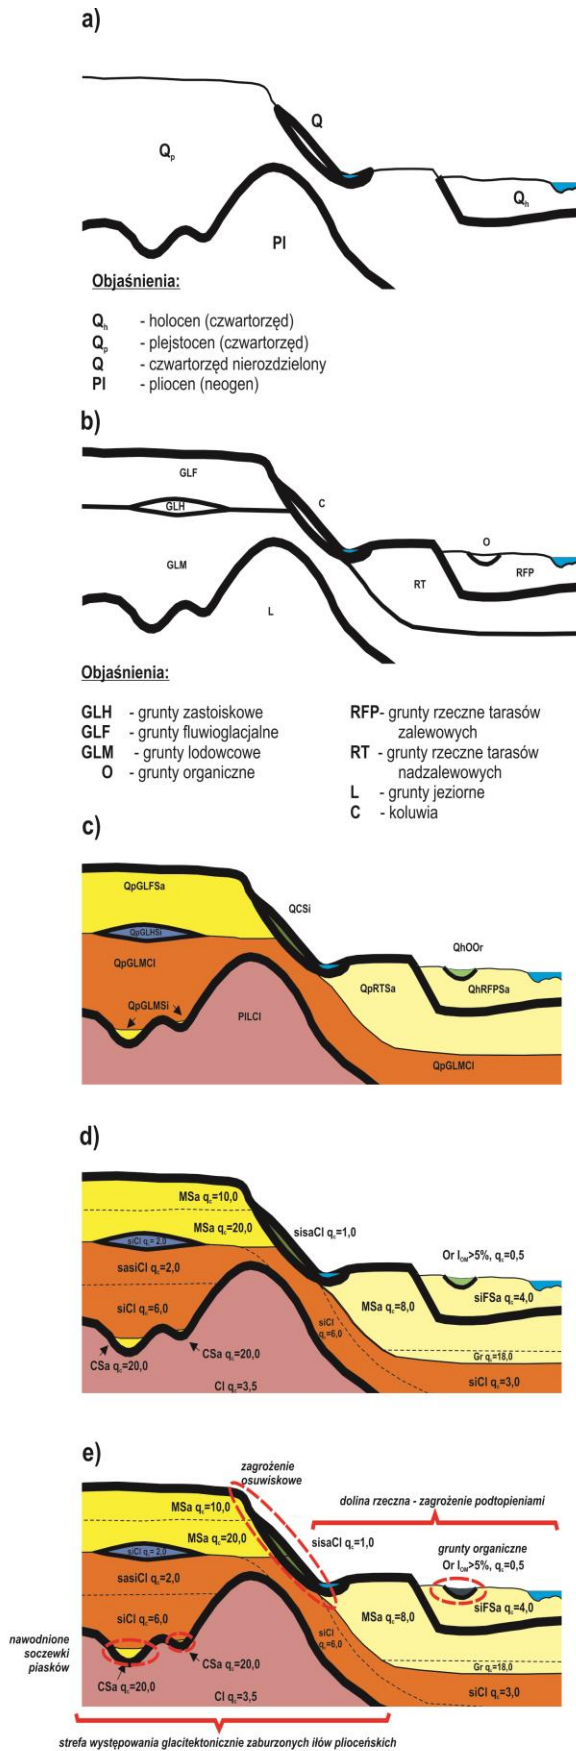 a)
Q
Qp
Qh
Pl
Objaśnienia:
Qh - holocen (czwartorzęd)
Qp - plejstocen (czwartorzęd)
Q - czwartorzęd nierozdzielony
Pl - pliocen (neogen)
b)
GLF
GLH
C
O
GLM
RFP
RT
L
Objaśnienia:
GLH - grunty zastoiskowe
GLF - grunty fluwioglacjalne
GLM - grunty lodowcowe
O - grunty organiczne
RFP- grunty rzeczne tarasów
zalewowych
RT - grunty rzeczne tarasów
nadzalewowych
L - grunty jeziorne
C - koluwia
c)
QpGLFSa
QCSi
QpGLHSi
QhOOr
QpGLMCl
QpRTSa
QhRFPSa
QpGLMSi
PlLCl
QpGLMCl
d)
MSa qc=10,0
MSa qc=20,0
sisaCl qc=1,0
siCl qc= 2,0
Or IOM>5%, qc=0,5
sasiCl qc=2,0
siFSa qc=4,0
siCl qc=6,0
MSa qc=8,0
siCl
qc=6,0
Gr qc=18,0
CSa qc=20,0
CSa qc=20,0
siCl qc=3,0
Cl qc=3,5
e)
zagrożenie
osuwiskowe
MSa qc=10,0
dolina rzeczna - zagrożenie podtopieniami
MSa qc=20,0
sisaCl qc=1,0
grunty organiczne
siCl qc= 2,0
Or IOM>5%, qc=0,5
sasiCl qc=2,0
siFSa qc=4,0
siCl qc=6,0
MSa qc=8,0
nawodnione
soczewki
piasków
siCl
qc=6,0
CSa qc=20,0
Gr qc=18,0
CSa qc=20,0
Cl qc=3,5
siCl qc=3,0
strefa występowania glacitektonicznie zaburzonych iłów plioceńskich